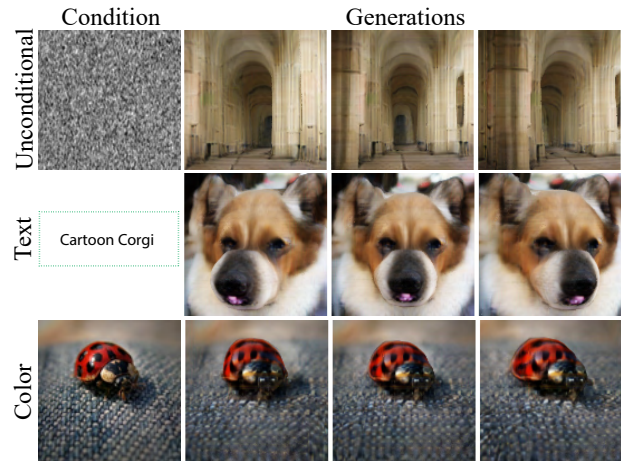 Condition
Generations
Unconditional
Text
Cartoon Corgi
Color